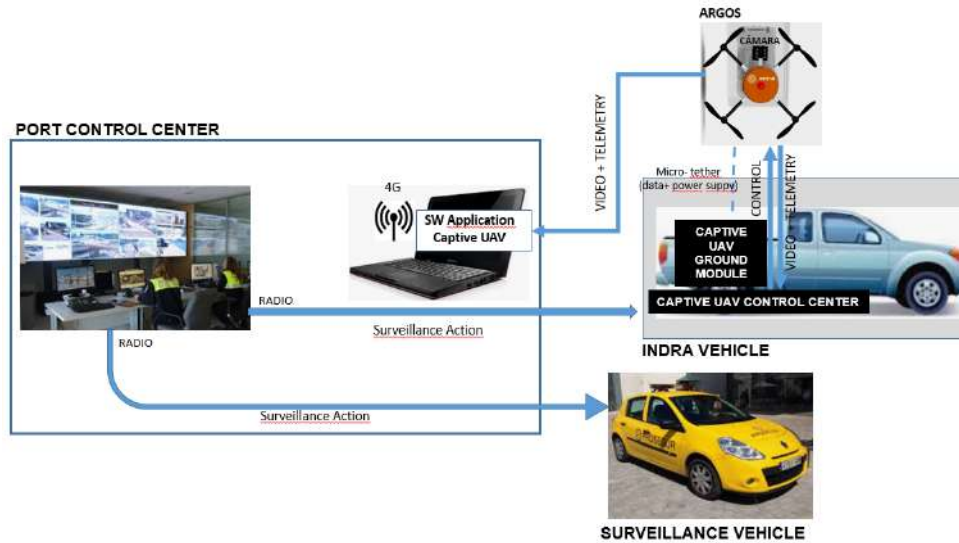 ARGOS
CÁMARA
PORT CONTROL CENTER
VIDEO + TELEMETRY
4G
SW Application
Captive UAV
Micro- tether
(data+ power suppy)
CONTROL
VIDEO + TELEMETRY
CAPTIVE
UAV
GROUND
MODULE
CAPTIVE UAV CONTROL CENTER
RADIO
Surveillance Action
INDRA VEHICLE
RADIO
Surveillance Action
SURVEILLANCE VEHICLE